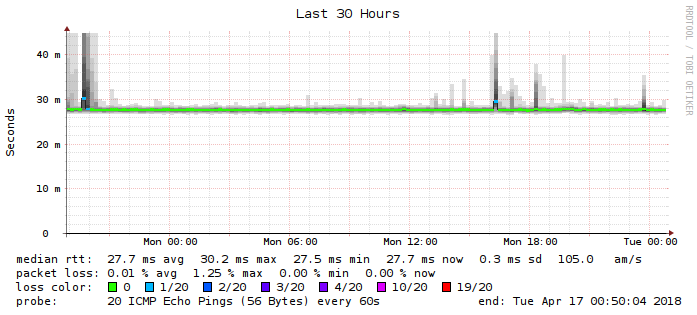 Last 30 Hours
RRDTOOL / TOBI OETIKER
Seconds
40 m
30 m
20 m
10 m
0
Mon 00:00 Mon 06:00 Mon 12:00 Mon 18:00 Tue 00:00
median rtt: 27.7 ms avg 30.2 ms max 27.5 ms min 27.7 ms now 0.3 ms sd 105.0 am/s
packet loss: 0.01 % avg 1.25 % max 0.00 % min 0.00 % now
loss color: 0 1/20 2/20 3/20 4/20 10/20 19/20
probe: 20 ICMP Echo Pings (56 Bytes) every 60s end: Tue Apr 17 00:50:04 2018